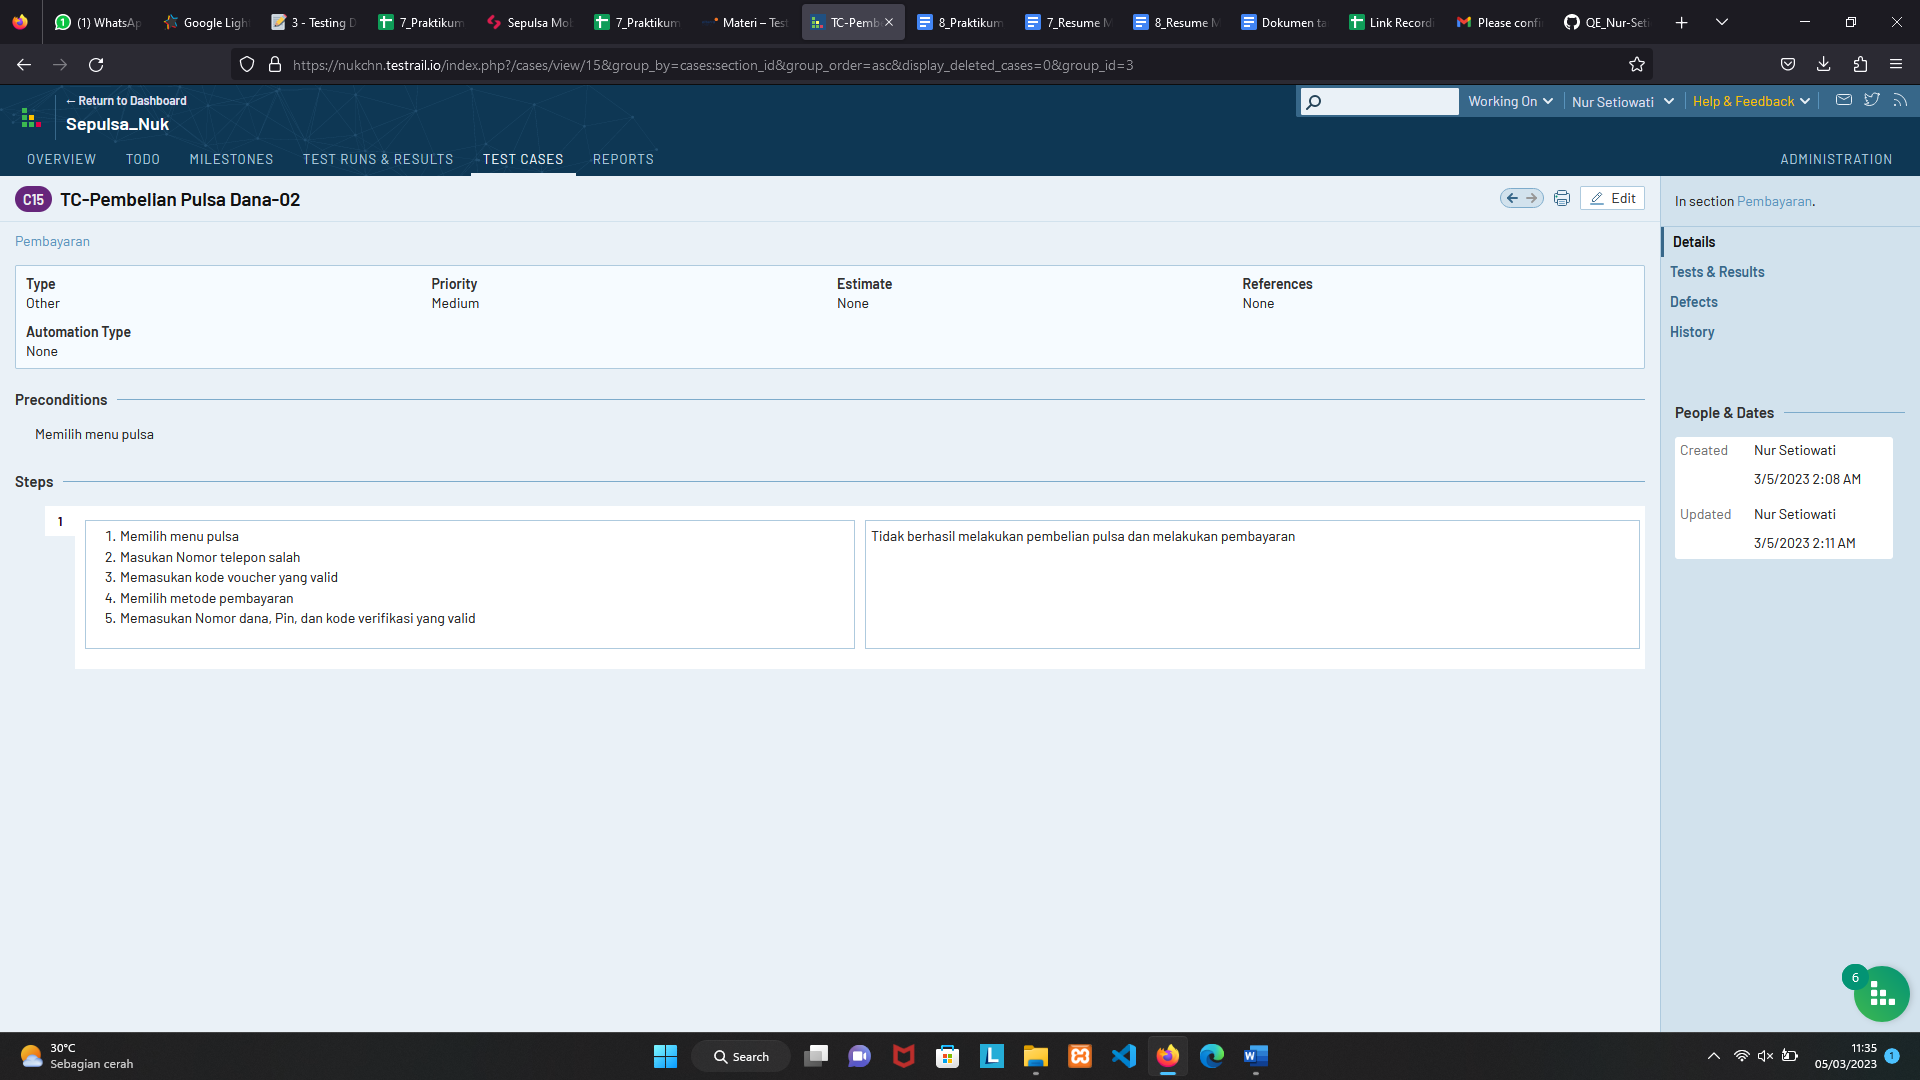 (1) WhatsAp
Google Ligh
3 - Testing D
7_Praktikum
Sepulsa Mob
7_Praktikum
Materi – Test
TC-Pemb
8_Praktikum
7_Resume M
8_Resume M
Dokumen ta
Link Recordi
Please confi
QE_Nur-Seti
https://nukchn.testrail.io/index.php?/cases/view/15&group_by=cases:section_id&group_order=asc&display_deleted_cases=0&group_id=3
← Return to Dashboard
Sepulsa_Nuk
Working On
Nur Setiowati
Help & Feedback
OVERVIEW TODO MILESTONES TEST RUNS & RESULTS TEST CASES REPORTS ADMINISTRATION
C15 TC-Pembelian Pulsa Dana-02
Edit
In section Pembayaran.
Pembayaran
Details
Tests & Results
Defects
History
Type Priority Estimate References
Other Medium None None
Automation Type
None
Preconditions
Memilih menu pulsa
People & Dates
Created Nur Setiowati
3/5/2023 2:08 AM
Updated Nur Setiowati
3/5/2023 2:11 AM
Steps
1
1. Memilih menu pulsa
2. Masukan Nomor telepon salah
3. Memasukan kode voucher yang valid
4. Memilih metode pembayaran
5. Memasukan Nomor dana, Pin, dan kode verifikasi yang valid
Tidak berhasil melakukan pembelian pulsa dan melakukan pembayaran
6
30°C
Sebagian cerah
Search
11:35
05/03/2023
1